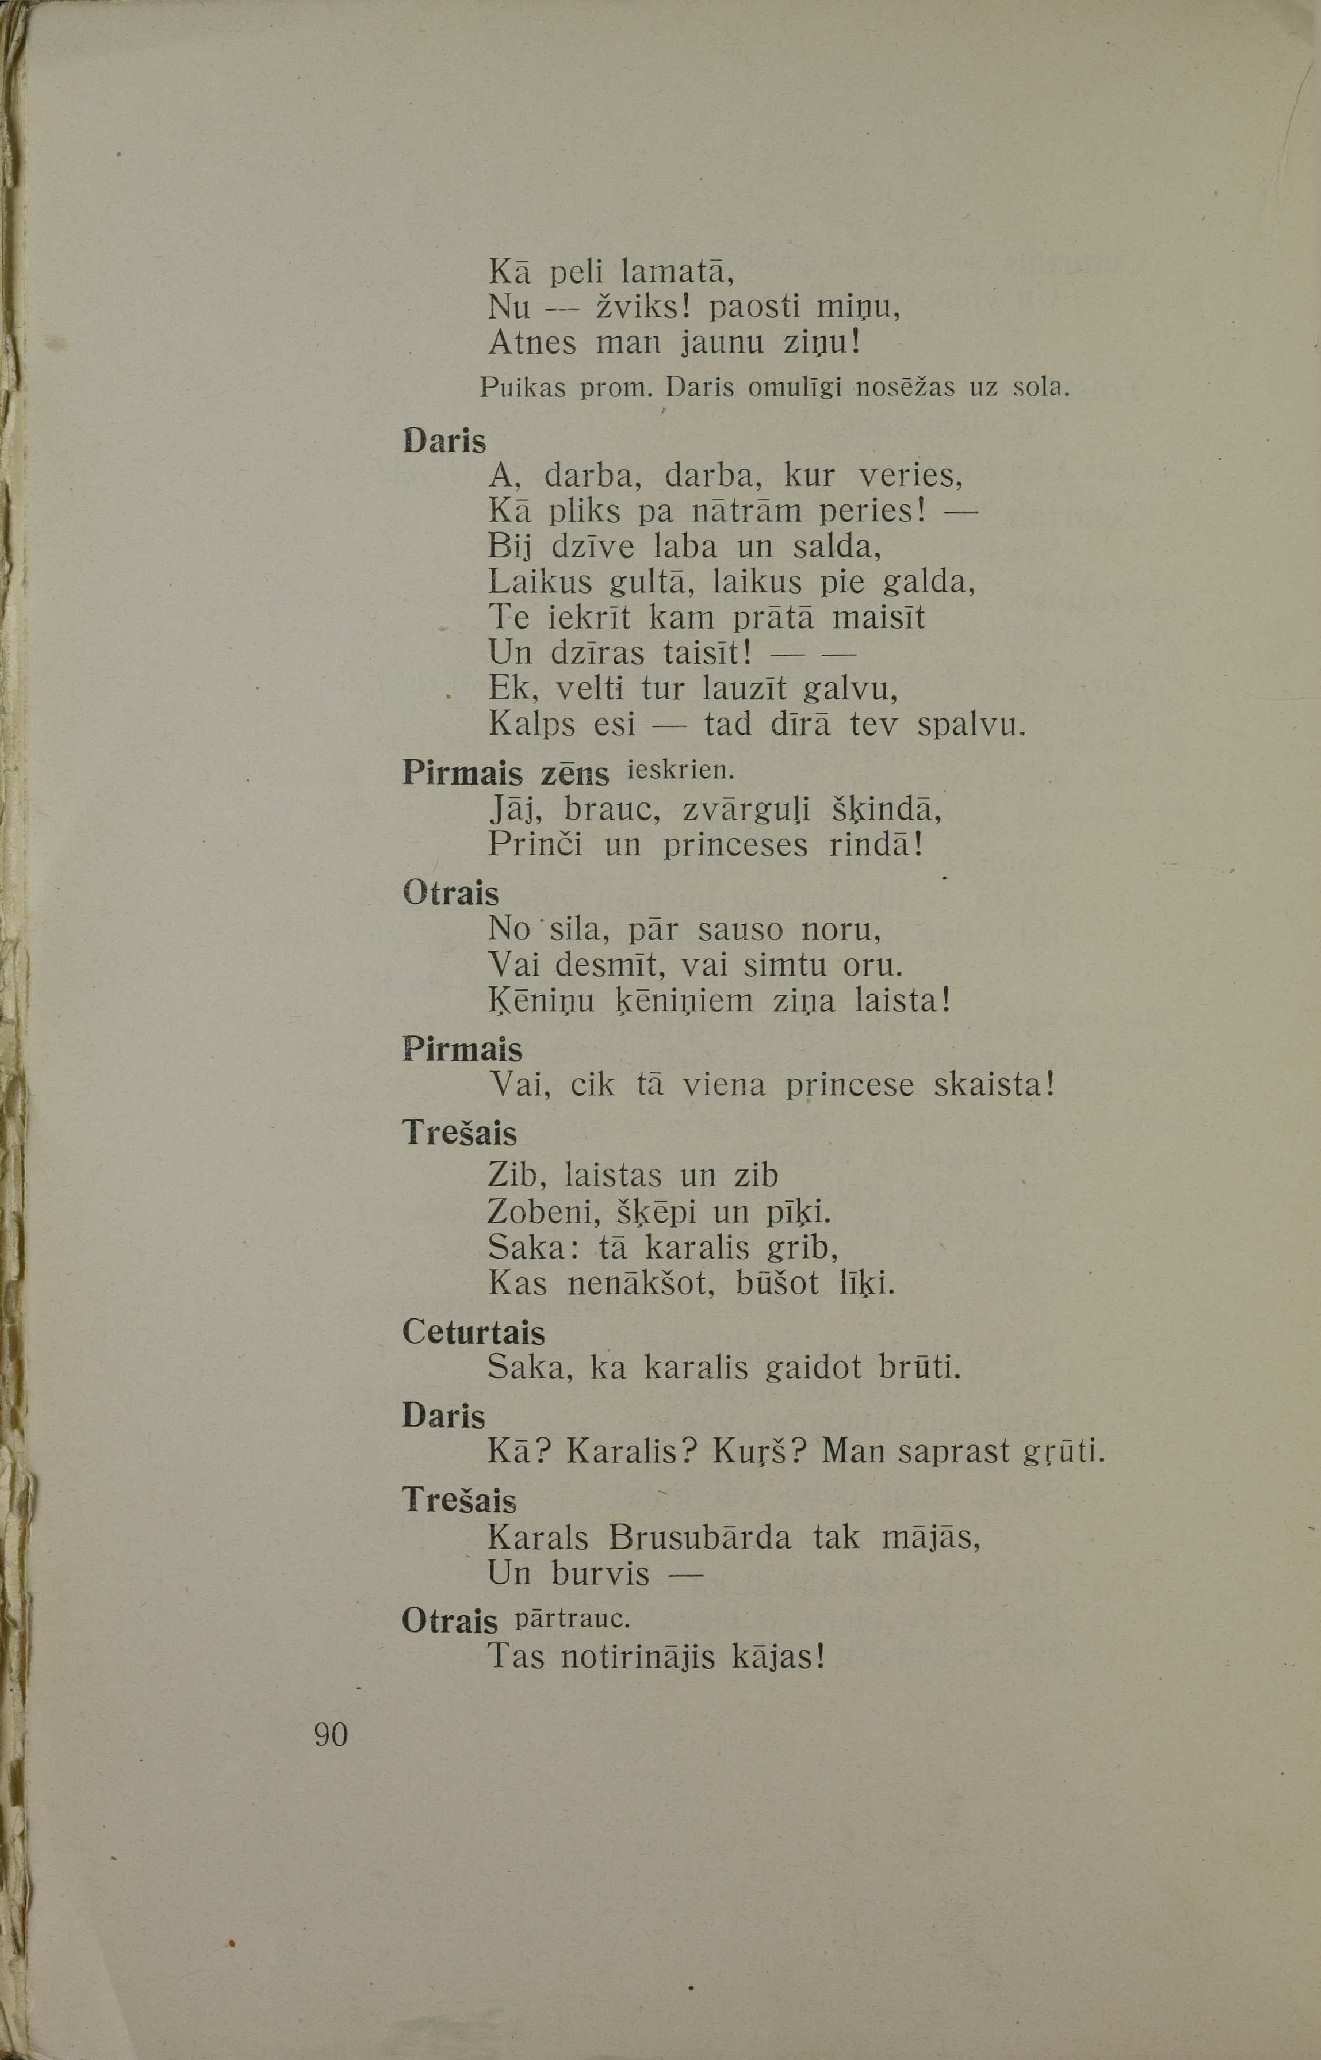 Kā peli lamatā,
Nu — žviks! paosti miņu,
Atnes man jaunu ziņu!
Puikas prom. Daris omulīgi nosēžas uz sola.
Daris
A, darba, darba, kur veries,
Kā pliks pa nātrām peries! —
Bij dzīve laba un salda,
Laikus gultā, laikus pie galda,
Te iekrīt kam prātā maisīt
Un dzīras taisīt! — —
Ek, velti tur lauzīt galvu,
Kalps esi — tad dīrā tev spalvu.
Pirmais zēns ieskrien.
Jāj, brauc, zvārguļi šķindā,
Prinči un princeses rindā!
Otrais
No sila, pār sauso noru,
Vai desmīt, vai simtu oru.
Ķēniņu ķēniņiem ziņa laista!
Pirmais
Vai, cik tā viena princese skaista!
Trešais
Zib, laistas un zib
Zobeni, šķēpi un pīķi.
Saka: tā karalis grib,
Kas nenākšot, būšot līķi.
Ceturtais
Saka, ka karalis gaidot brūti.
Daris
Kā? Karalis? Kuŗš? Man saprast gŗūti.
Trešais
Karals Brusubārda tak mājās,
Un burvis —
Otrais pārtrauc.
Tas notirinājis kājas!
90